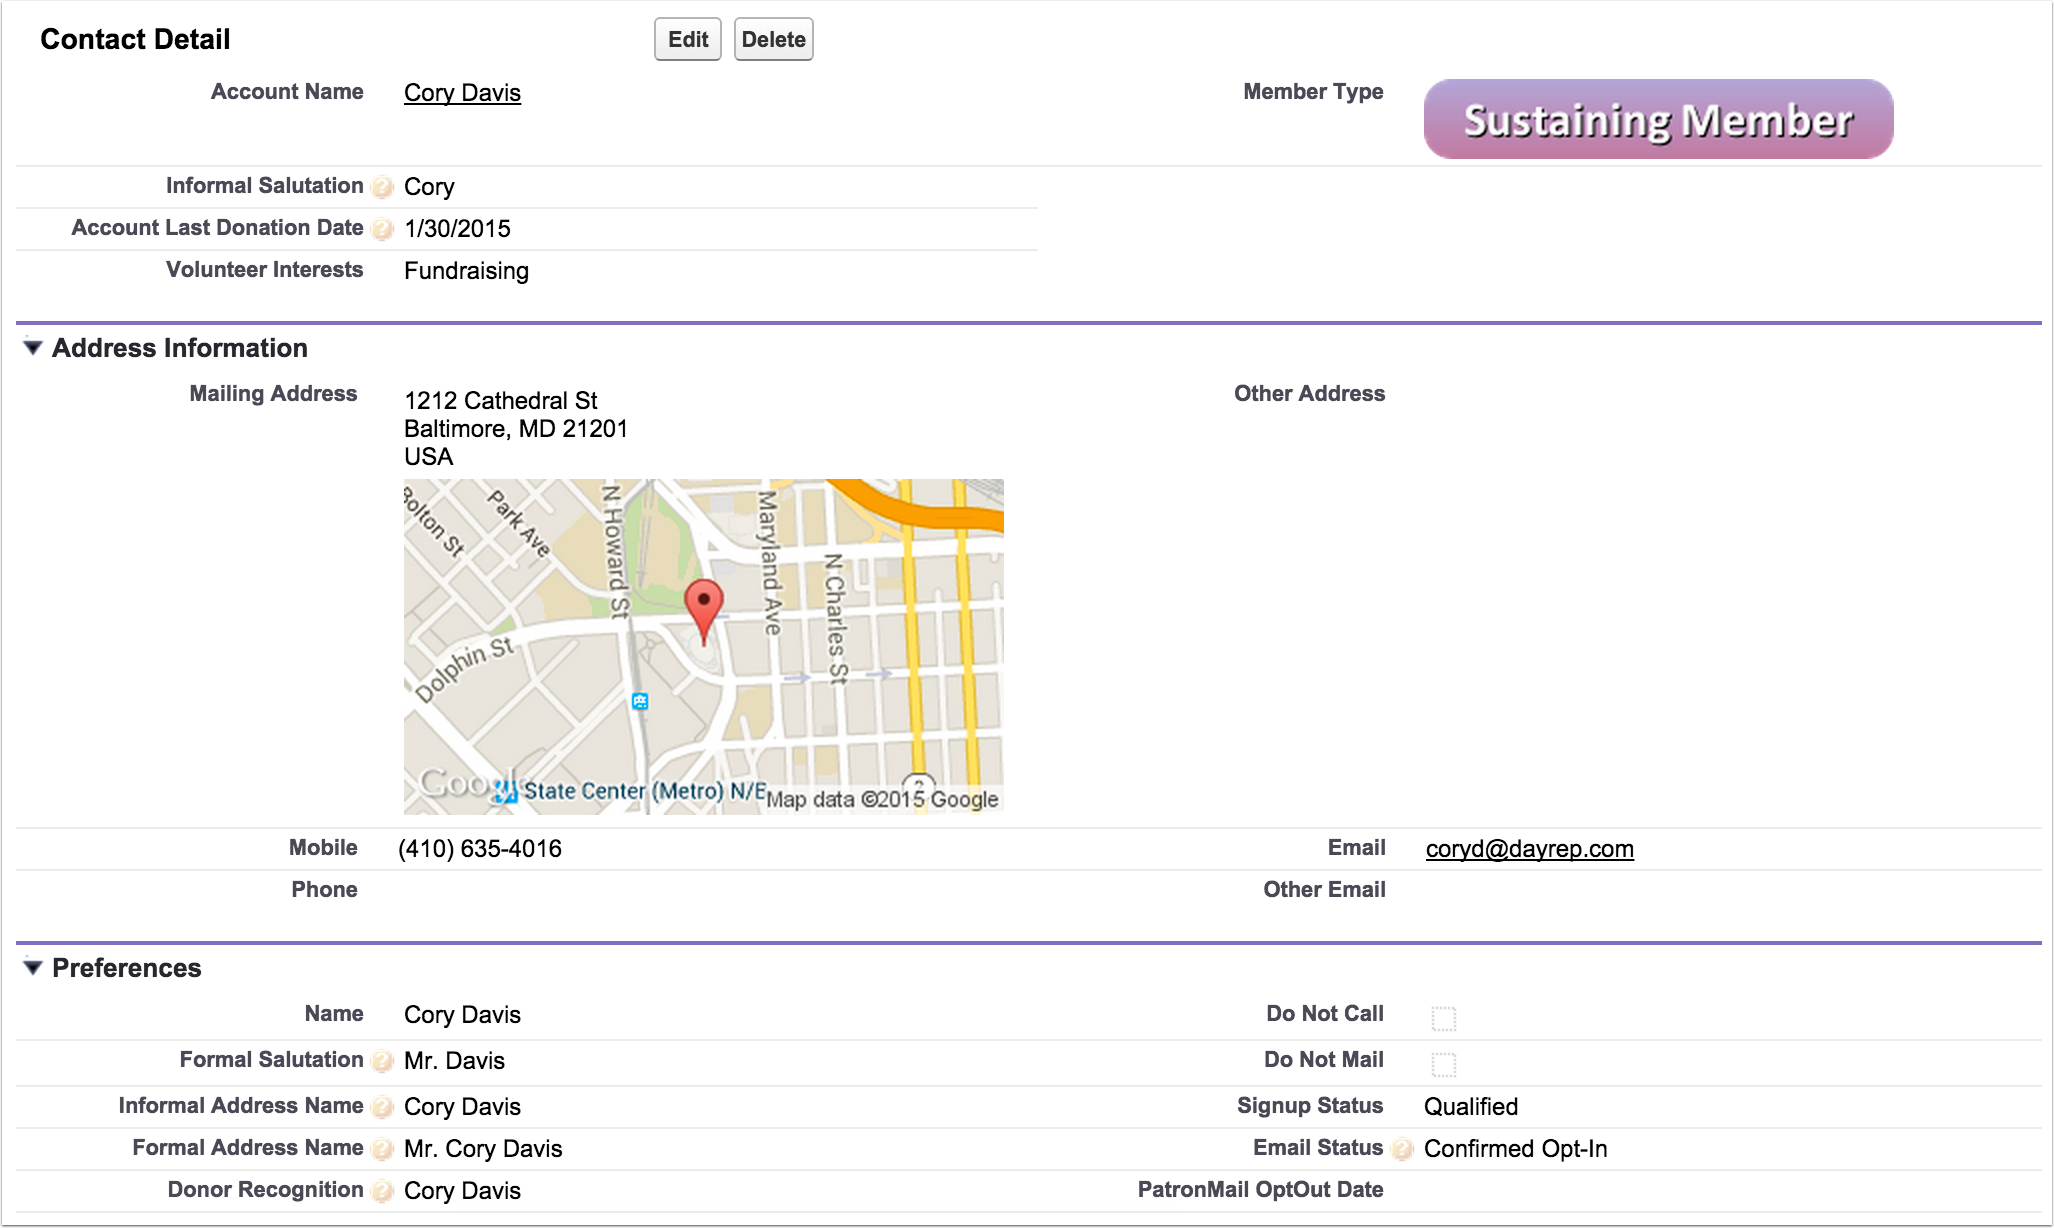 Contact Detail Edit Delete
Account Name Cory Davis Member Type Sustaining Member
Informal Salutation ? Cory
Account Last Donation Date ? 1/30/2015
Volunteer Interests Fundraising
Address Information
Mailing Address 1212 Cathedral St Other Address
Baltimore, MD 21201
USA
Bolton St
Park Ave
N Howard St
Maryland Ave
N Charles St
Dolphin St
Google
State Center (Metro) N/E
2
Map data ©2015 Google
Mobile (410) 635-4016 Email coryd@dayrep.com
Phone Other Email
Preferences
Name Cory Davis Do Not Call
Formal Salutation ? Mr. Davis Do Not Mail
Informal Address Name ? Cory Davis Signup Status Qualified
Formal Address Name ? Mr. Cory Davis Email Status ? Confirmed Opt-In
Donor Recognition ? Cory Davis PatronMail OptOut Date